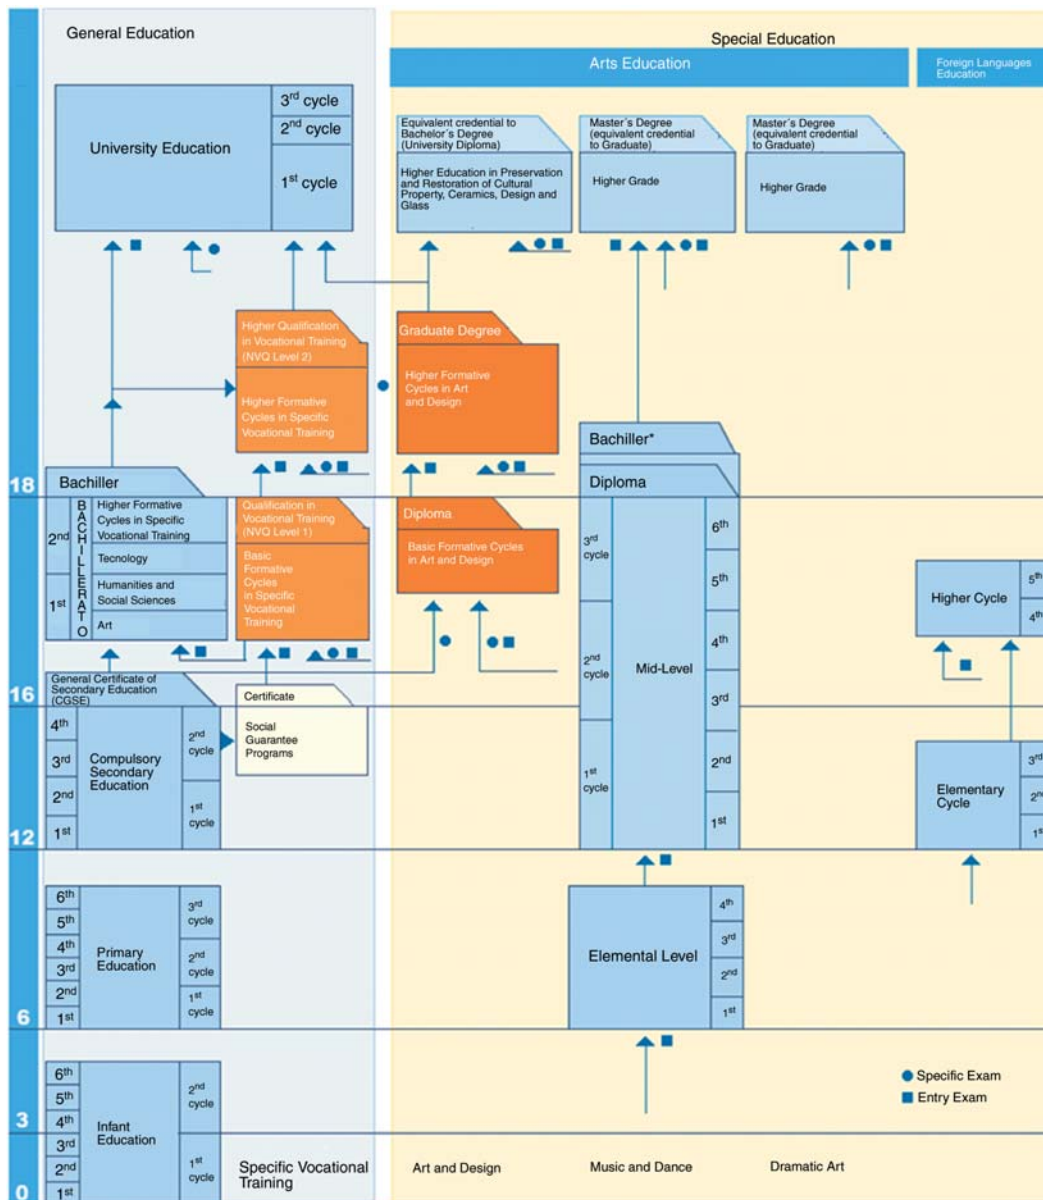 General Education
Special Education
Arts Education
Foreign Languages
Education
University Education
3rd cycle
2nd cycle
1st cycle
Equivalent credential to
Bachelor´s Degree
(University Diploma)
Higher Education in Preservation
and Restoration of Cultural
Property, Ceramics, Design and
Glass
Master´s Degree
(equivalent credential
to Graduate)
Higher Grade
Master´s Degree
(equivalent credential
to Graduate)
Higher Grade
Higher Qualification
in Vocational Training
(NVQ Level 2)
Higher Formative
Cycles in Specific
Vocational Training
Graduate Degree
Higher Formative
Cycles in Art
and Design
Bachiller*
Diploma
18
Bachiller
2nd
1st
BACHILLERATO
Higher Formative
Cycles in Specific
Vocational Training
Tecnology
Humanities and
Social Sciences
Art
Qualification in
Vocational Training
(NVQ Level 1)
Basic
Formative
Cycles
in Specific
Vocational
Training
Diploma
Basic Formative Cycles
in Art and Design
3rd
cycle
2nd
cycle
1st
cycle
Mid-Level
6th
5th
4th
3rd
2nd
1st
Higher Cycle
5th
4th
16
General Certificate of
Secondary Education
(CGSE)
4th
3rd
2nd
1st
Compulsory
Secondary
Education
2nd
cycle
1st
cycle
Certificate
Social
Guarantee
Programs
Elementary
Cycle
3rd
2nd
1st
12
6th
5th
4th
3rd
2nd
1st
Primary
Education
3rd
cycle
2nd
cycle
1st
cycle
Elemental Level
4th
3rd
2nd
1st
6
6th
5th
4th
3rd
2nd
1st
Infant
Education
2nd
cycle
1st
cycle
3
0
Specific Exam
Entry Exam
Specific Vocational
Training
Art and Design
Music and Dance
Dramatic Art